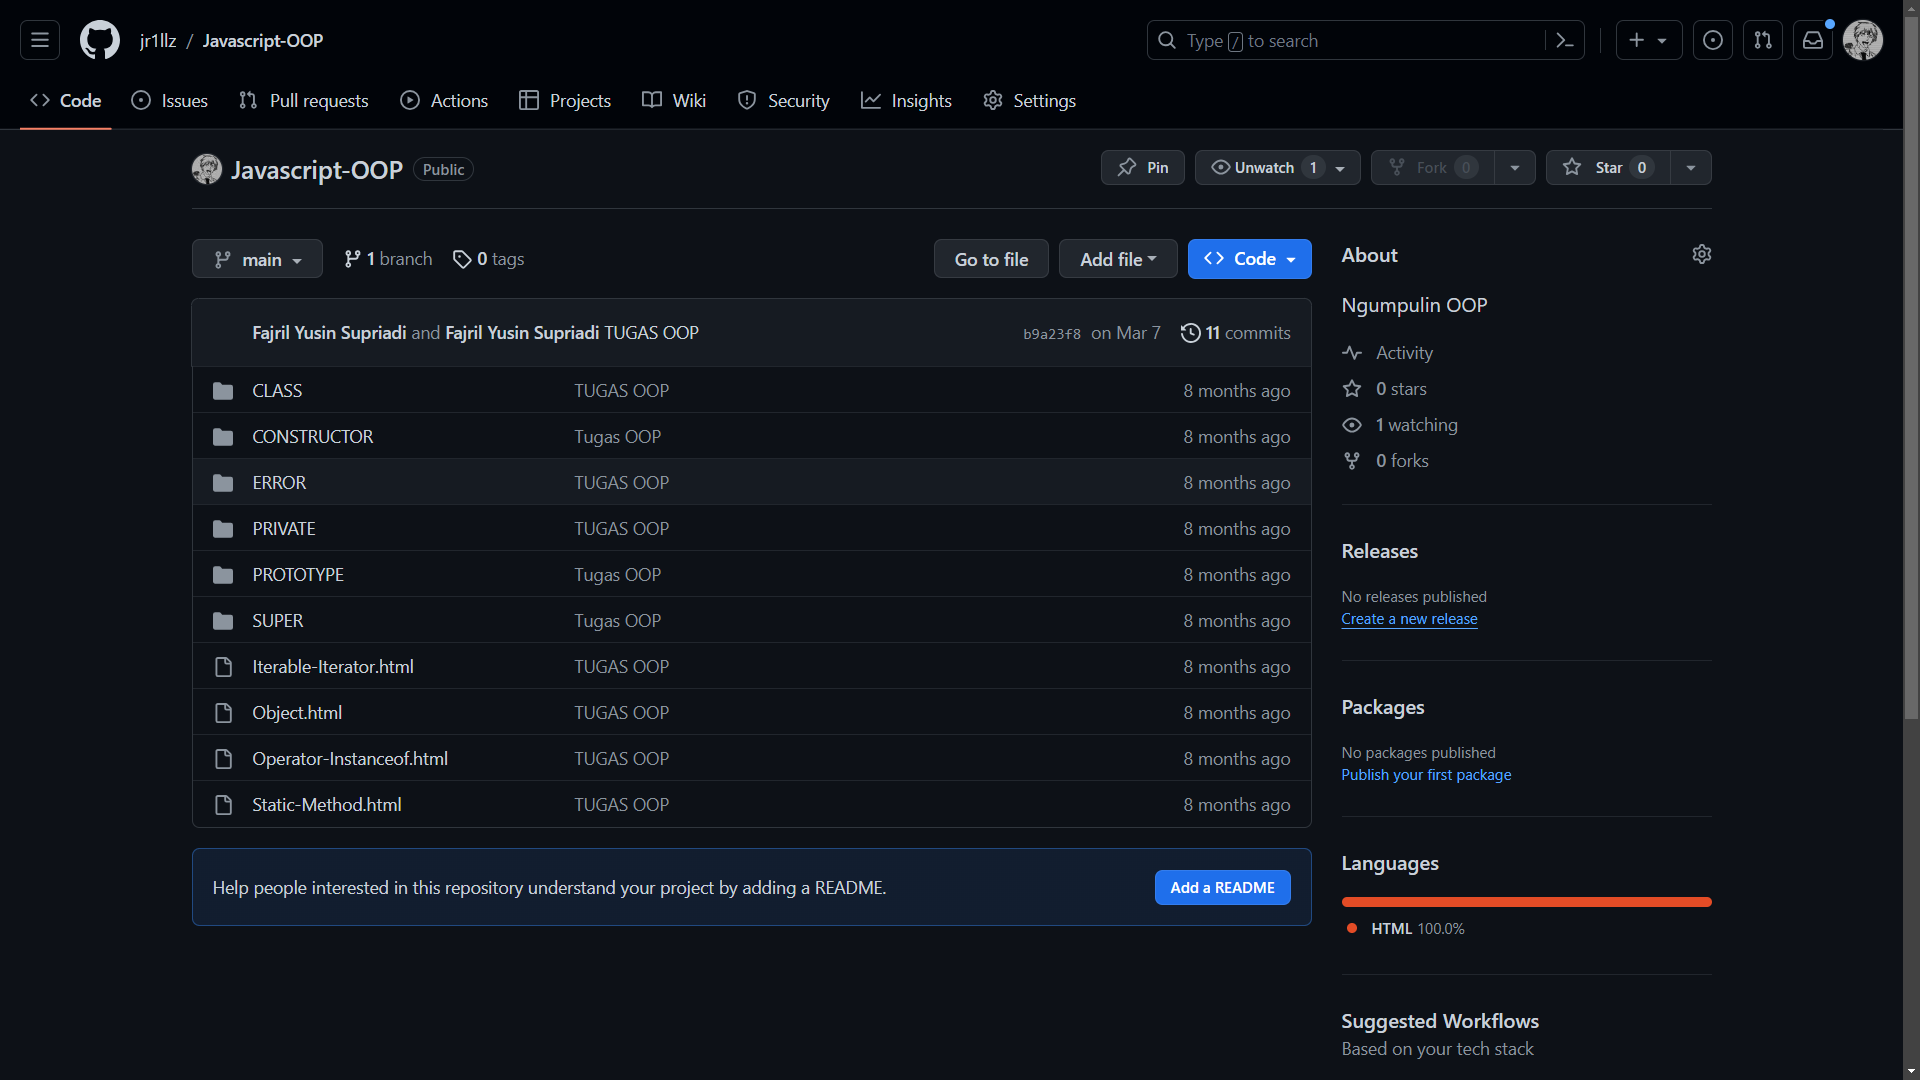 jr1llz / Javascript-OOP
Type / to search
Code Issues Pull requests Actions Projects Wiki Security Insights Settings
Javascript-OOP Public
Pin Unwatch 1 Fork 0 Star 0
main 1 branch 0 tags Go to file Add file Code
Fajril Yusin Supriadi and Fajril Yusin Supriadi TUGAS OOP b9a23f8 on Mar 7 11 commits
CLASS TUGAS OOP 8 months ago
CONSTRUCTOR Tugas OOP 8 months ago
ERROR TUGAS OOP 8 months ago
PRIVATE TUGAS OOP 8 months ago
PROTOTYPE Tugas OOP 8 months ago
SUPER Tugas OOP 8 months ago
Iterable-Iterator.html TUGAS OOP 8 months ago
Object.html TUGAS OOP 8 months ago
Operator-Instanceof.html TUGAS OOP 8 months ago
Static-Method.html TUGAS OOP 8 months ago
Help people interested in this repository understand your project by adding a README. Add a README
About
Ngumpulin OOP
Activity
0 stars
1 watching
0 forks
Releases
No releases published
Create a new release
Packages
No packages published
Publish your first package
Languages
HTML 100.0%
Suggested Workflows
Based on your tech stack